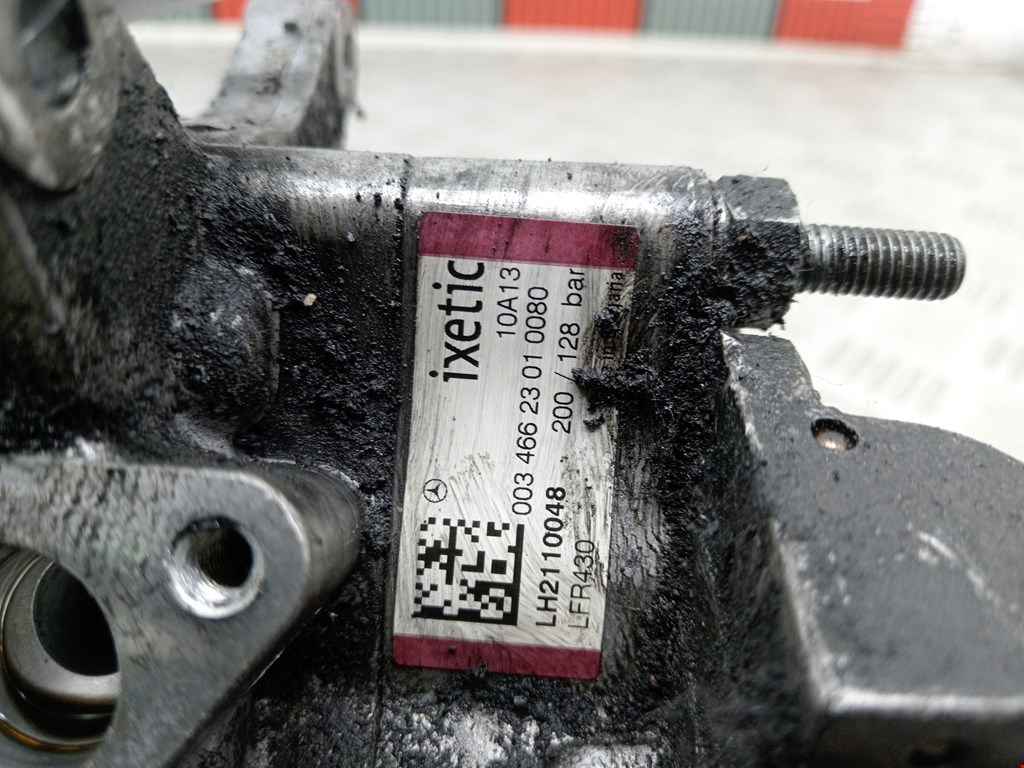 ixetic
10A13
003 466 23 01 0080
LH2110048
200 / 128 bar
LFR430